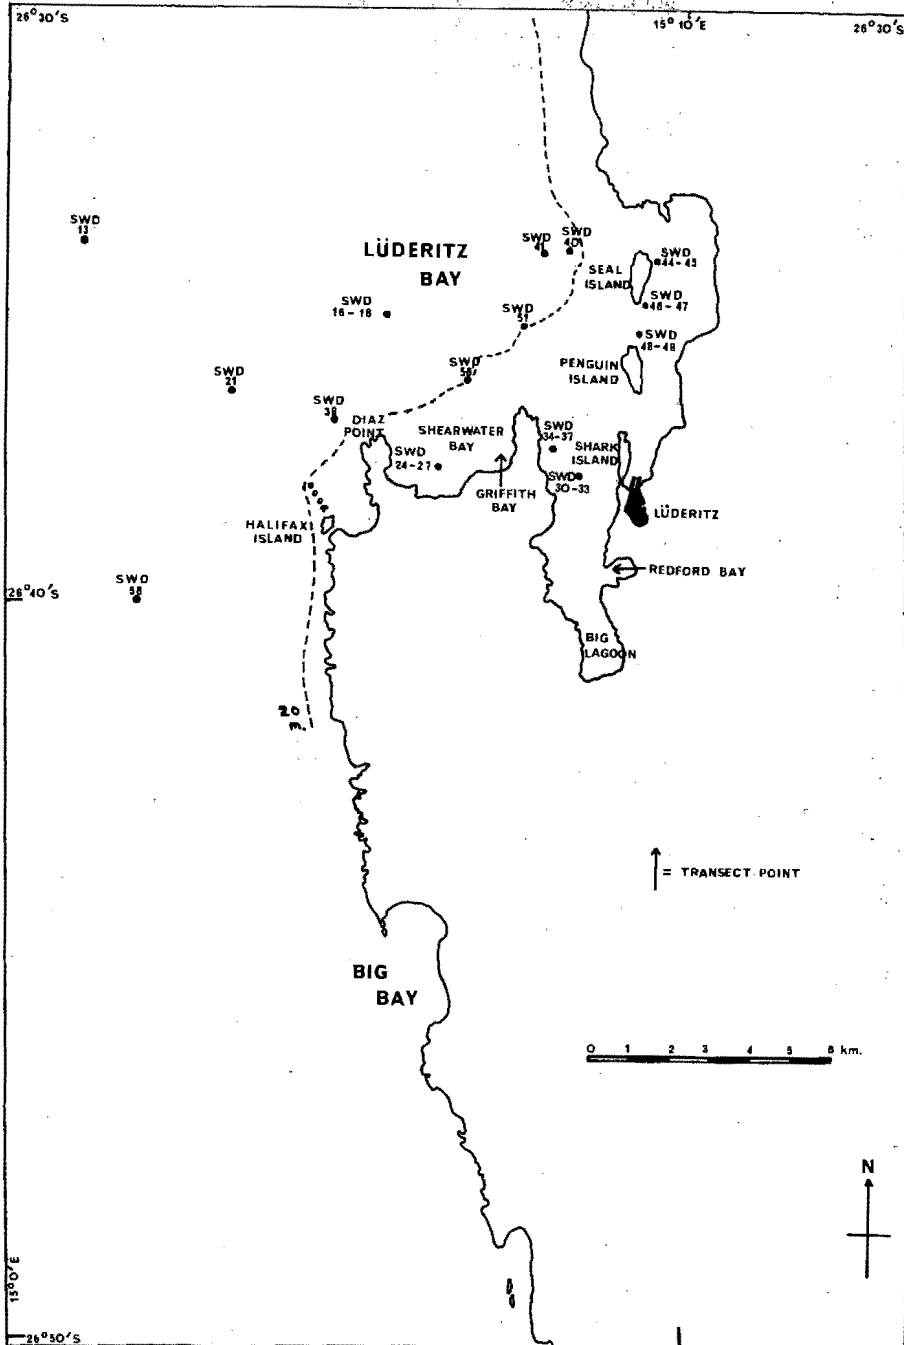 26°30'S
15°10'E
26°30'S
SWD
13
LÜDERITZ
BAY
SWD
41
SWD
40
SEAL
ISLAND
SWD
44-45
SWD
46-47
SWD
16-18
SWD
51
SWD
48-49
PENGUIN
ISLAND
SWD
21
SWD
SWD
DIAZ
POINT
SHEARWATER
BAY
SWD
24-27
SWD
34-37
SHARK
ISLAND
SWD
30-33
GRIFFITH
BAY
LÜDERITZ
HALIFAX
ISLAND
REDFORD BAY
SWD
58
26°40'S
BIG
LAGOON
20
m.
= TRANSECT POINT
BIG
BAY
0 1 2 3 4 5 6 km.
N
15°0'E
26°50'S